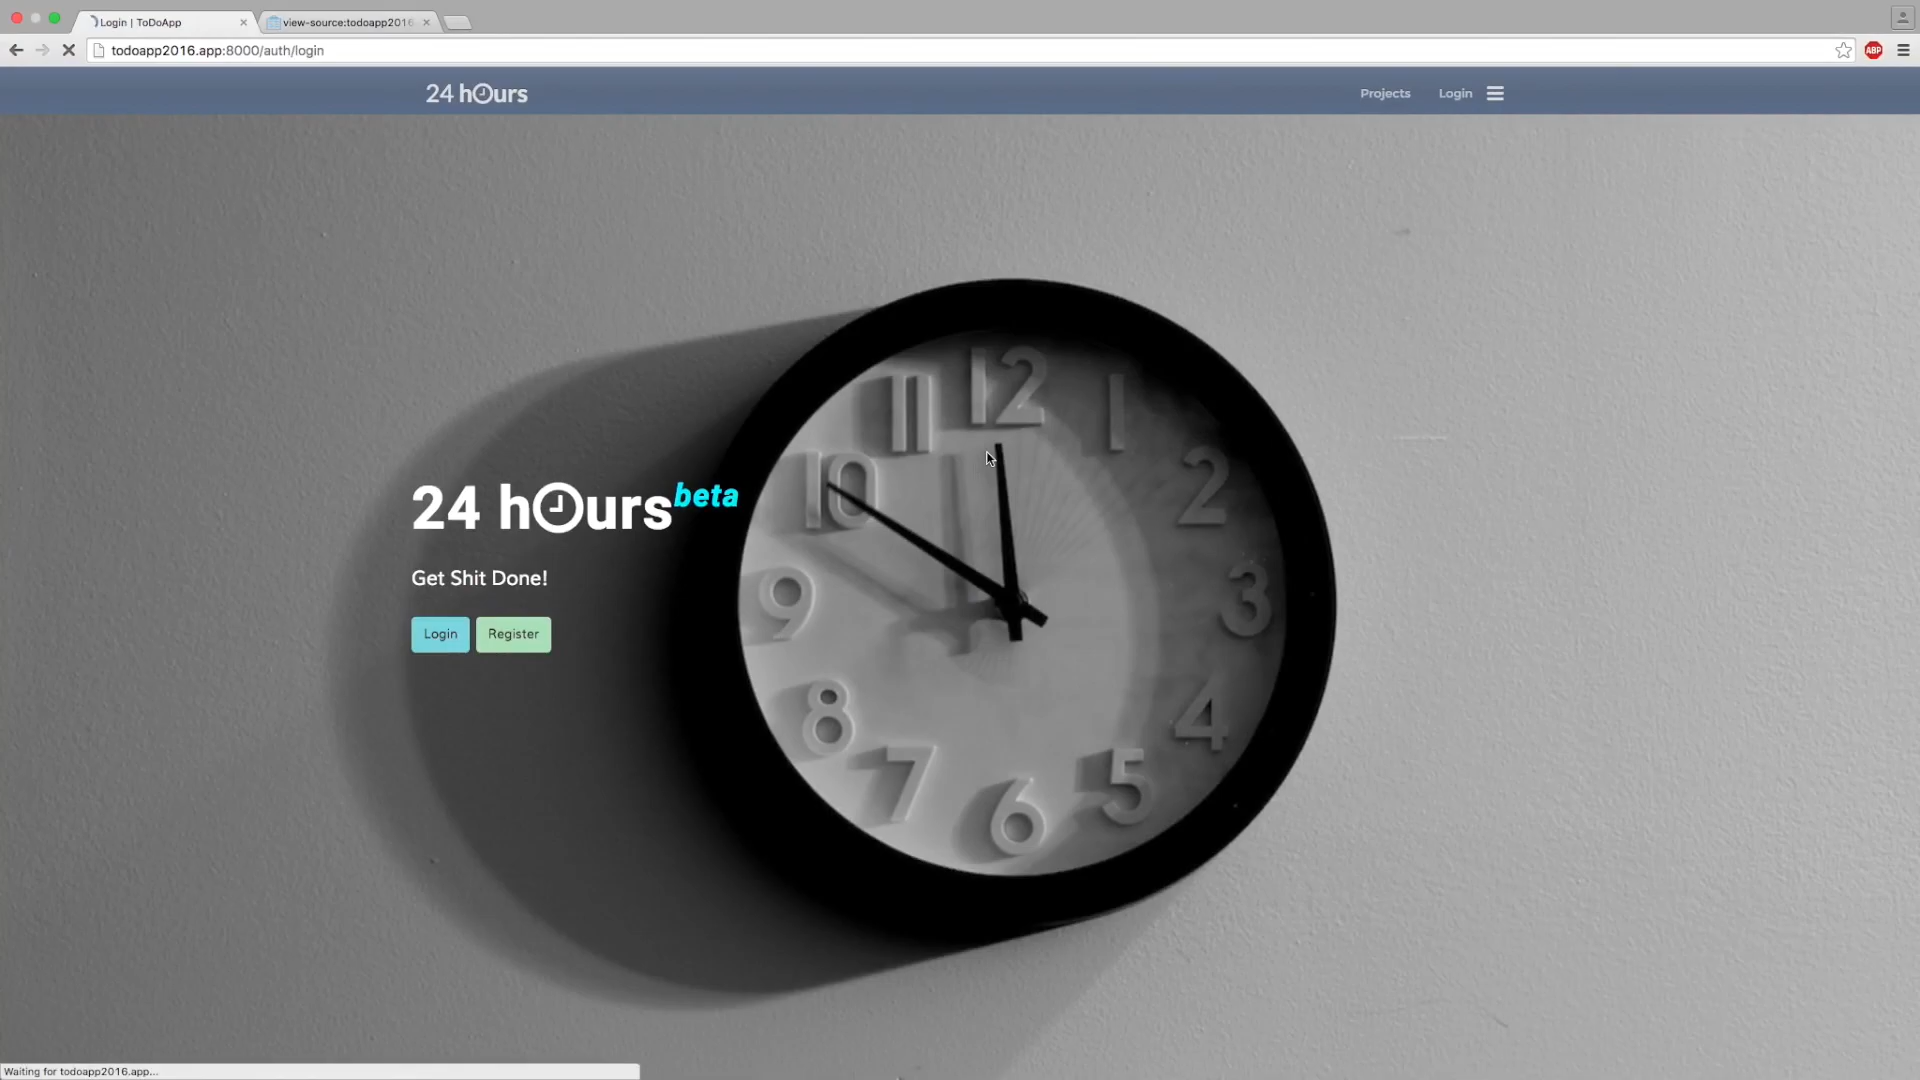 Login | ToDoApp
view-source:todoapp2016
todoapp2016.app:8000/auth/login
ABP
24 hours
Projects
Login
12
1
2
3
4
5
6
7
8
9
10
11
24 hours beta
Get Shit Done!
Login
Register
Waiting for todoapp2016.app...